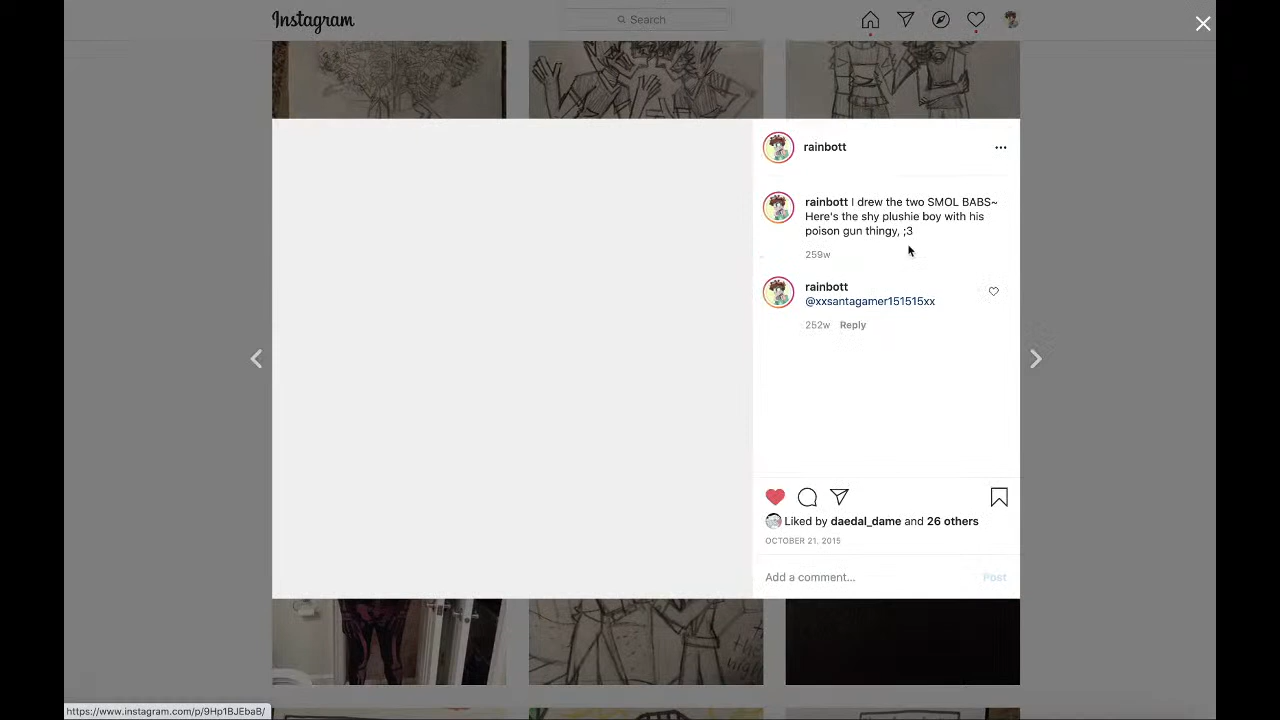 Instagram
Search
rainbott
rainbott I drew the two SMOL BABS~
Here's the shy plushie boy with his
poison gun thingy, ;3
259w
rainbott
@xxsantagamer151515xx
252w Reply
Liked by daedal_dame and 26 others
OCTOBER 21, 2015
Add a comment... Post
https://www.instagram.com/p/9Hp1BJEbaB/